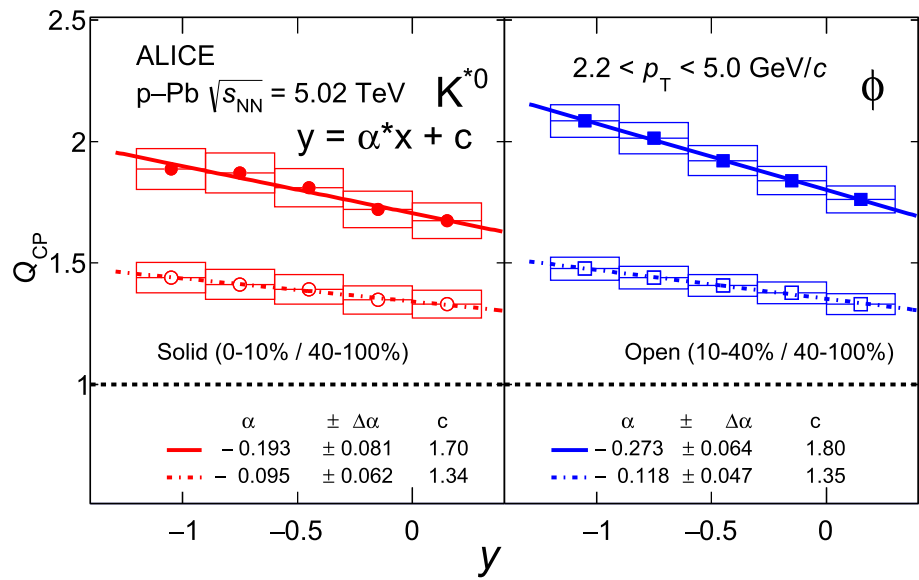 2.5
2
1.5
1
Q_CP
ALICE
p–Pb √s_NN = 5.02 TeV
K*0
y = α*x + c
Solid (0-10% / 40-100%)
α ± Δα c
− 0.193 ± 0.081 1.70
− 0.095 ± 0.062 1.34
2.2 < p_T < 5.0 GeV/c
ϕ
Open (10-40% / 40-100%)
α ± Δα c
− 0.273 ± 0.064 1.80
− 0.118 ± 0.047 1.35
−1 −0.5 0 −1 −0.5 0
y